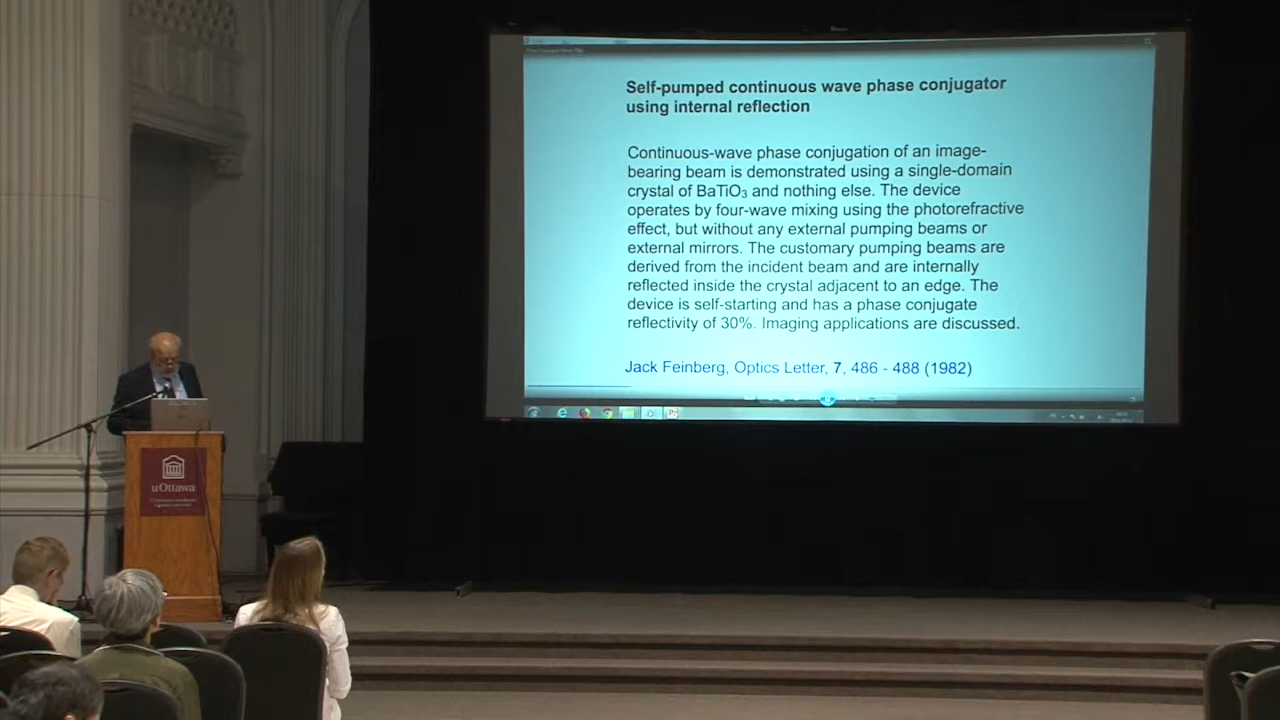 Self-pumped continuous wave phase conjugator
using internal reflection
Continuous-wave phase conjugation of an image-
bearing beam is demonstrated using a single-domain
crystal of BaTiO₃ and nothing else. The device
operates by four-wave mixing using the photorefractive
effect, but without any external pumping beams or
external mirrors. The customary pumping beams are
derived from the incident beam and are internally
reflected inside the crystal adjacent to an edge. The
device is self-starting and has a phase conjugate
reflectivity of 30%. Imaging applications are discussed.
Jack Feinberg, Optics Letter, 7, 486 - 488 (1982)
uOttawa